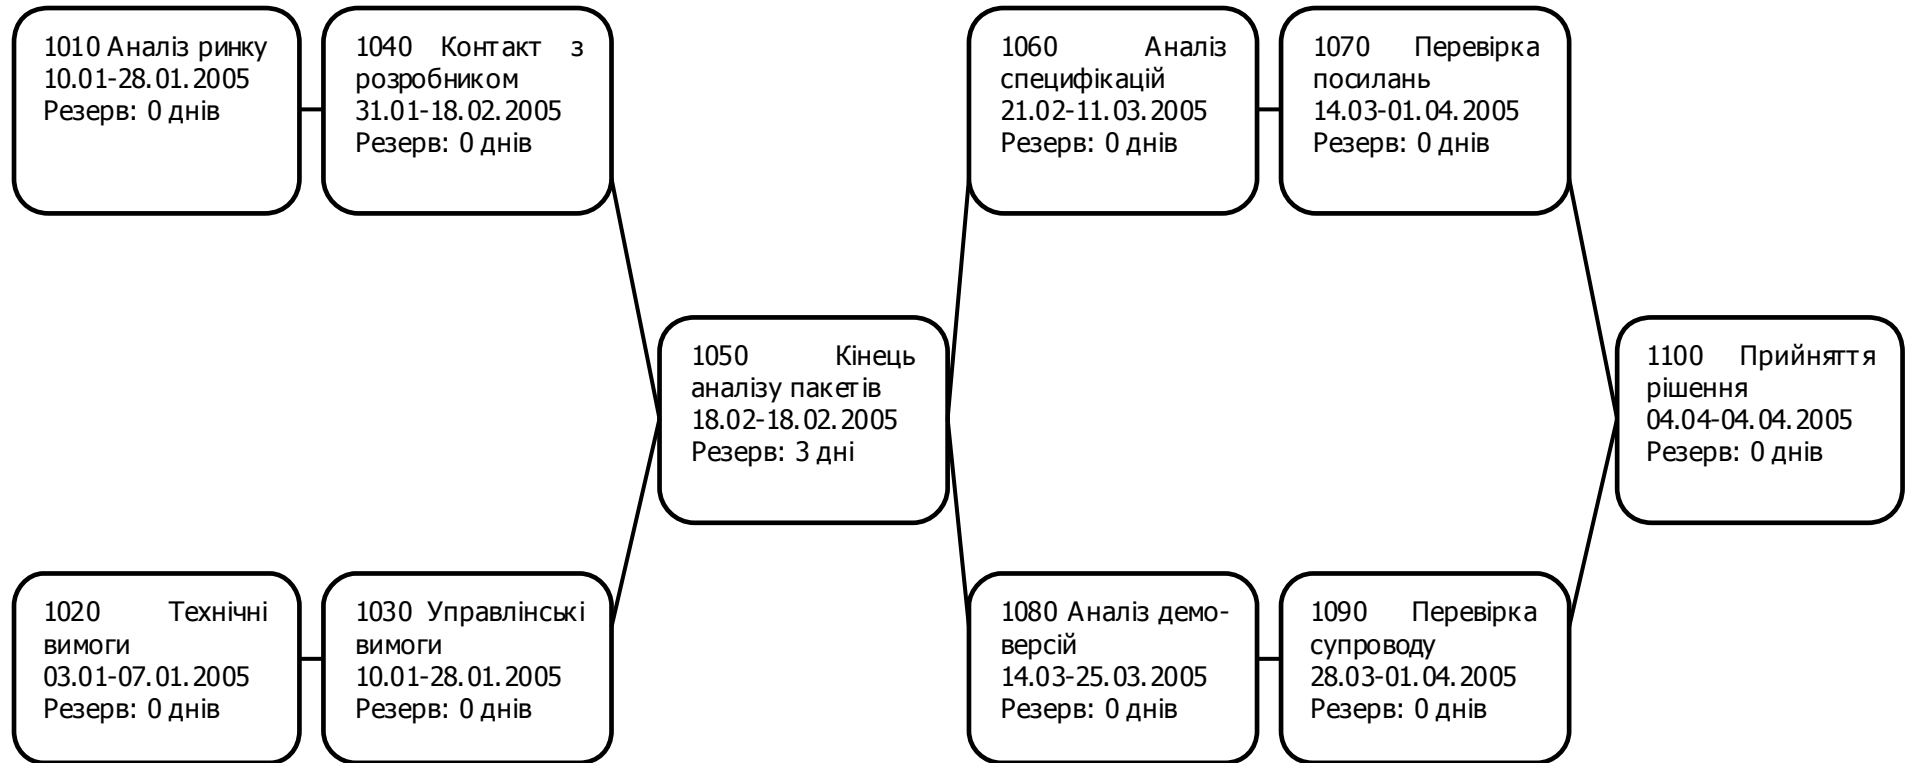 1010 Аналіз ринку
10.01-28.01.2005
Резерв: 0 днів
1040 Контакт з
розробником
31.01-18.02.2005
Резерв: 0 днів
1060 Аналіз
специфікацій
21.02-11.03.2005
Резерв: 0 днів
1070 Перевірка
посилань
14.03-01.04.2005
Резерв: 0 днів
1050 Кінець
аналізу пакетів
18.02-18.02.2005
Резерв: 3 дні
1100 Прийняття
рішення
04.04-04.04.2005
Резерв: 0 днів
1020 Технічні
вимоги
03.01-07.01.2005
Резерв: 0 днів
1030 Управлінські
вимоги
10.01-28.01.2005
Резерв: 0 днів
1080 Аналіз демо-
версій
14.03-25.03.2005
Резерв: 0 днів
1090 Перевірка
супроводу
28.03-01.04.2005
Резерв: 0 днів